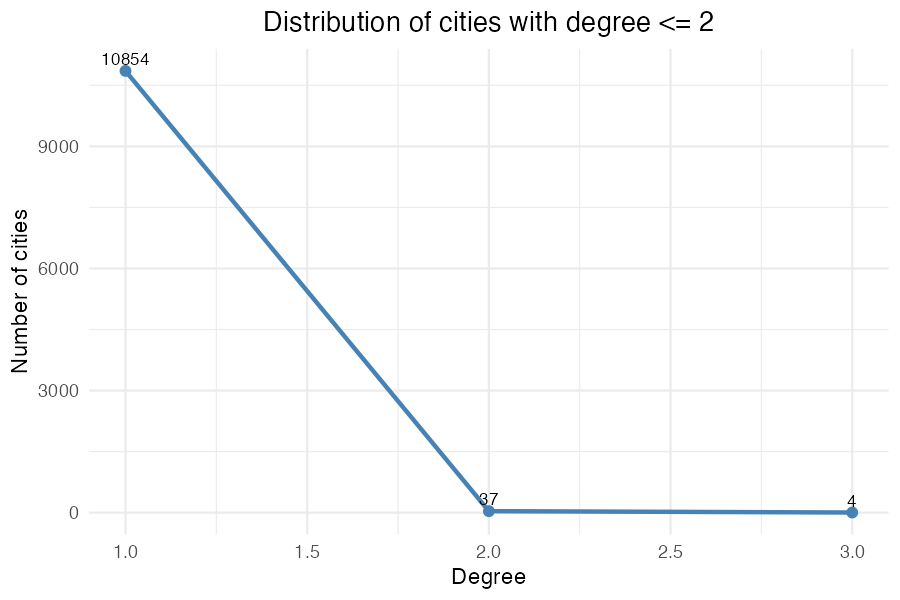 Distribution of cities with degree <= 2
10854
9000
6000
3000
0
37
4
Number of cities
1.0 1.5 2.0 2.5 3.0
Degree